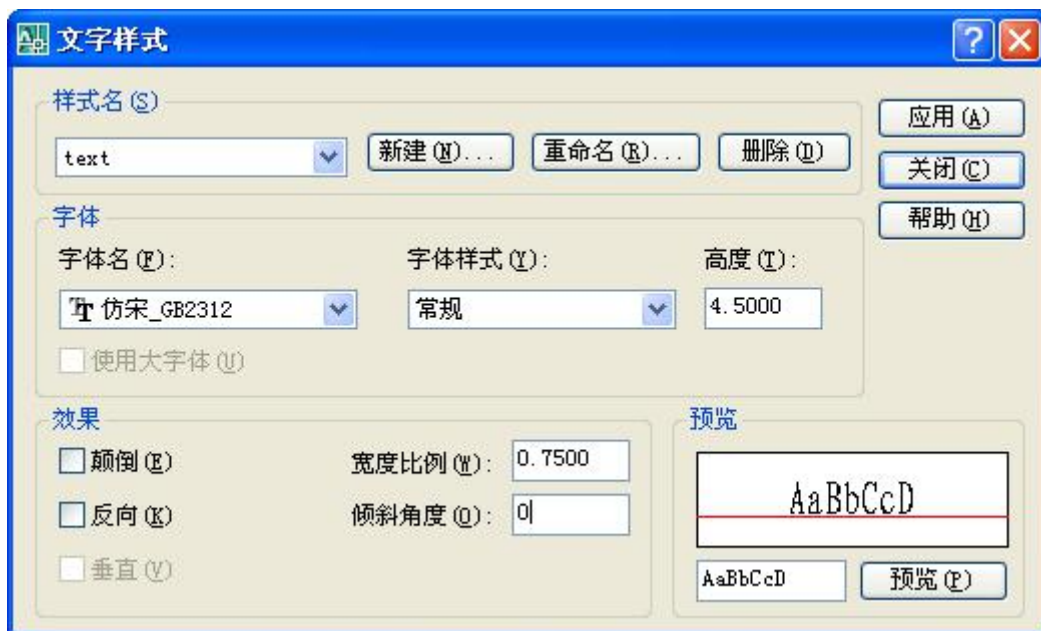 文字样式
样式名(S)
text
新建(N)...
重命名(R)...
删除(D)
应用(A)
关闭(C)
帮助(H)
字体
字体名(F):
字体样式(Y):
高度(T):
仿宋_GB2312
常规
4.5000
使用大字体(U)
效果
颠倒(E)
宽度比例(W):
0.7500
反向(K)
倾斜角度(O):
0
垂直(V)
预览
AaBbCcD
AaBbCcD
预览(P)